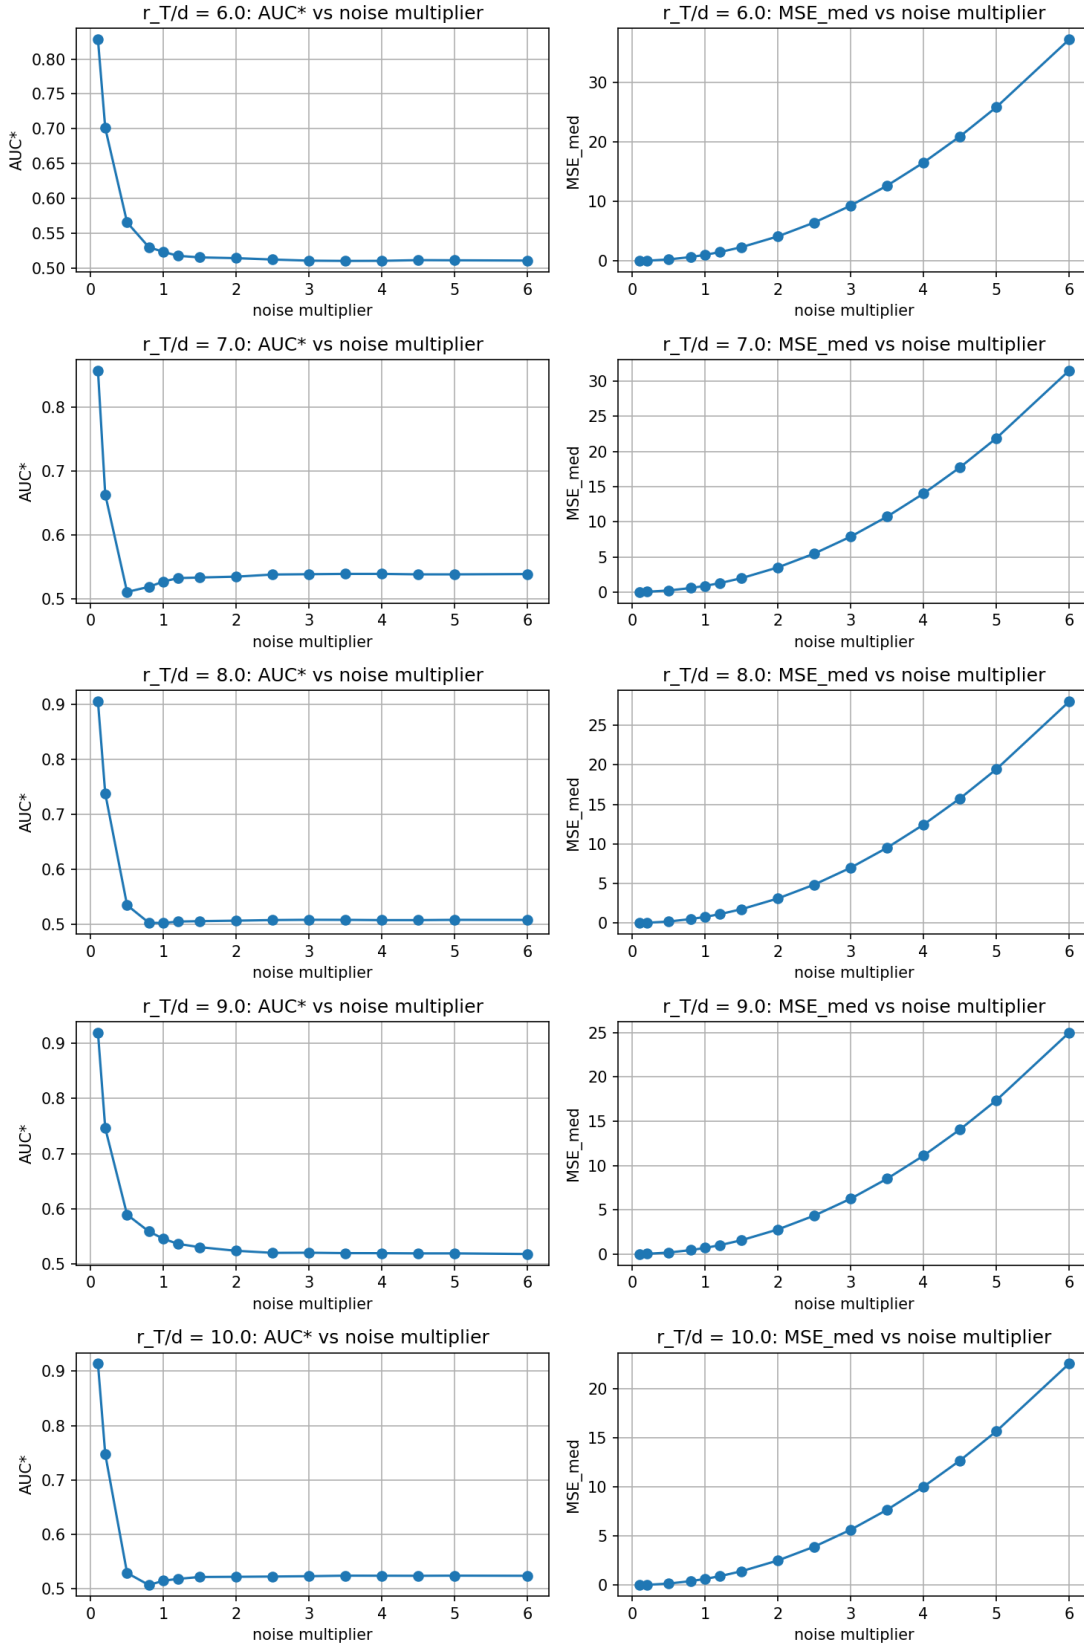 r_T/d = 6.0: AUC* vs noise multiplier
AUC*
0.80
0.75
0.70
0.65
0.60
0.55
0.50
0 1 2 3 4 5 6
noise multiplier
r_T/d = 6.0: MSE_med vs noise multiplier
MSE_med
30
20
10
0
0 1 2 3 4 5 6
noise multiplier
r_T/d = 7.0: AUC* vs noise multiplier
AUC*
0.8
0.7
0.6
0.5
0 1 2 3 4 5 6
noise multiplier
r_T/d = 7.0: MSE_med vs noise multiplier
MSE_med
30
25
20
15
10
5
0
0 1 2 3 4 5 6
noise multiplier
r_T/d = 8.0: AUC* vs noise multiplier
AUC*
0.9
0.8
0.7
0.6
0.5
0 1 2 3 4 5 6
noise multiplier
r_T/d = 8.0: MSE_med vs noise multiplier
MSE_med
25
20
15
10
5
0
0 1 2 3 4 5 6
noise multiplier
r_T/d = 9.0: AUC* vs noise multiplier
AUC*
0.9
0.8
0.7
0.6
0.5
0 1 2 3 4 5 6
noise multiplier
r_T/d = 9.0: MSE_med vs noise multiplier
MSE_med
25
20
15
10
5
0
0 1 2 3 4 5 6
noise multiplier
r_T/d = 10.0: AUC* vs noise multiplier
AUC*
0.9
0.8
0.7
0.6
0.5
0 1 2 3 4 5 6
noise multiplier
r_T/d = 10.0: MSE_med vs noise multiplier
MSE_med
20
15
10
5
0
0 1 2 3 4 5 6
noise multiplier